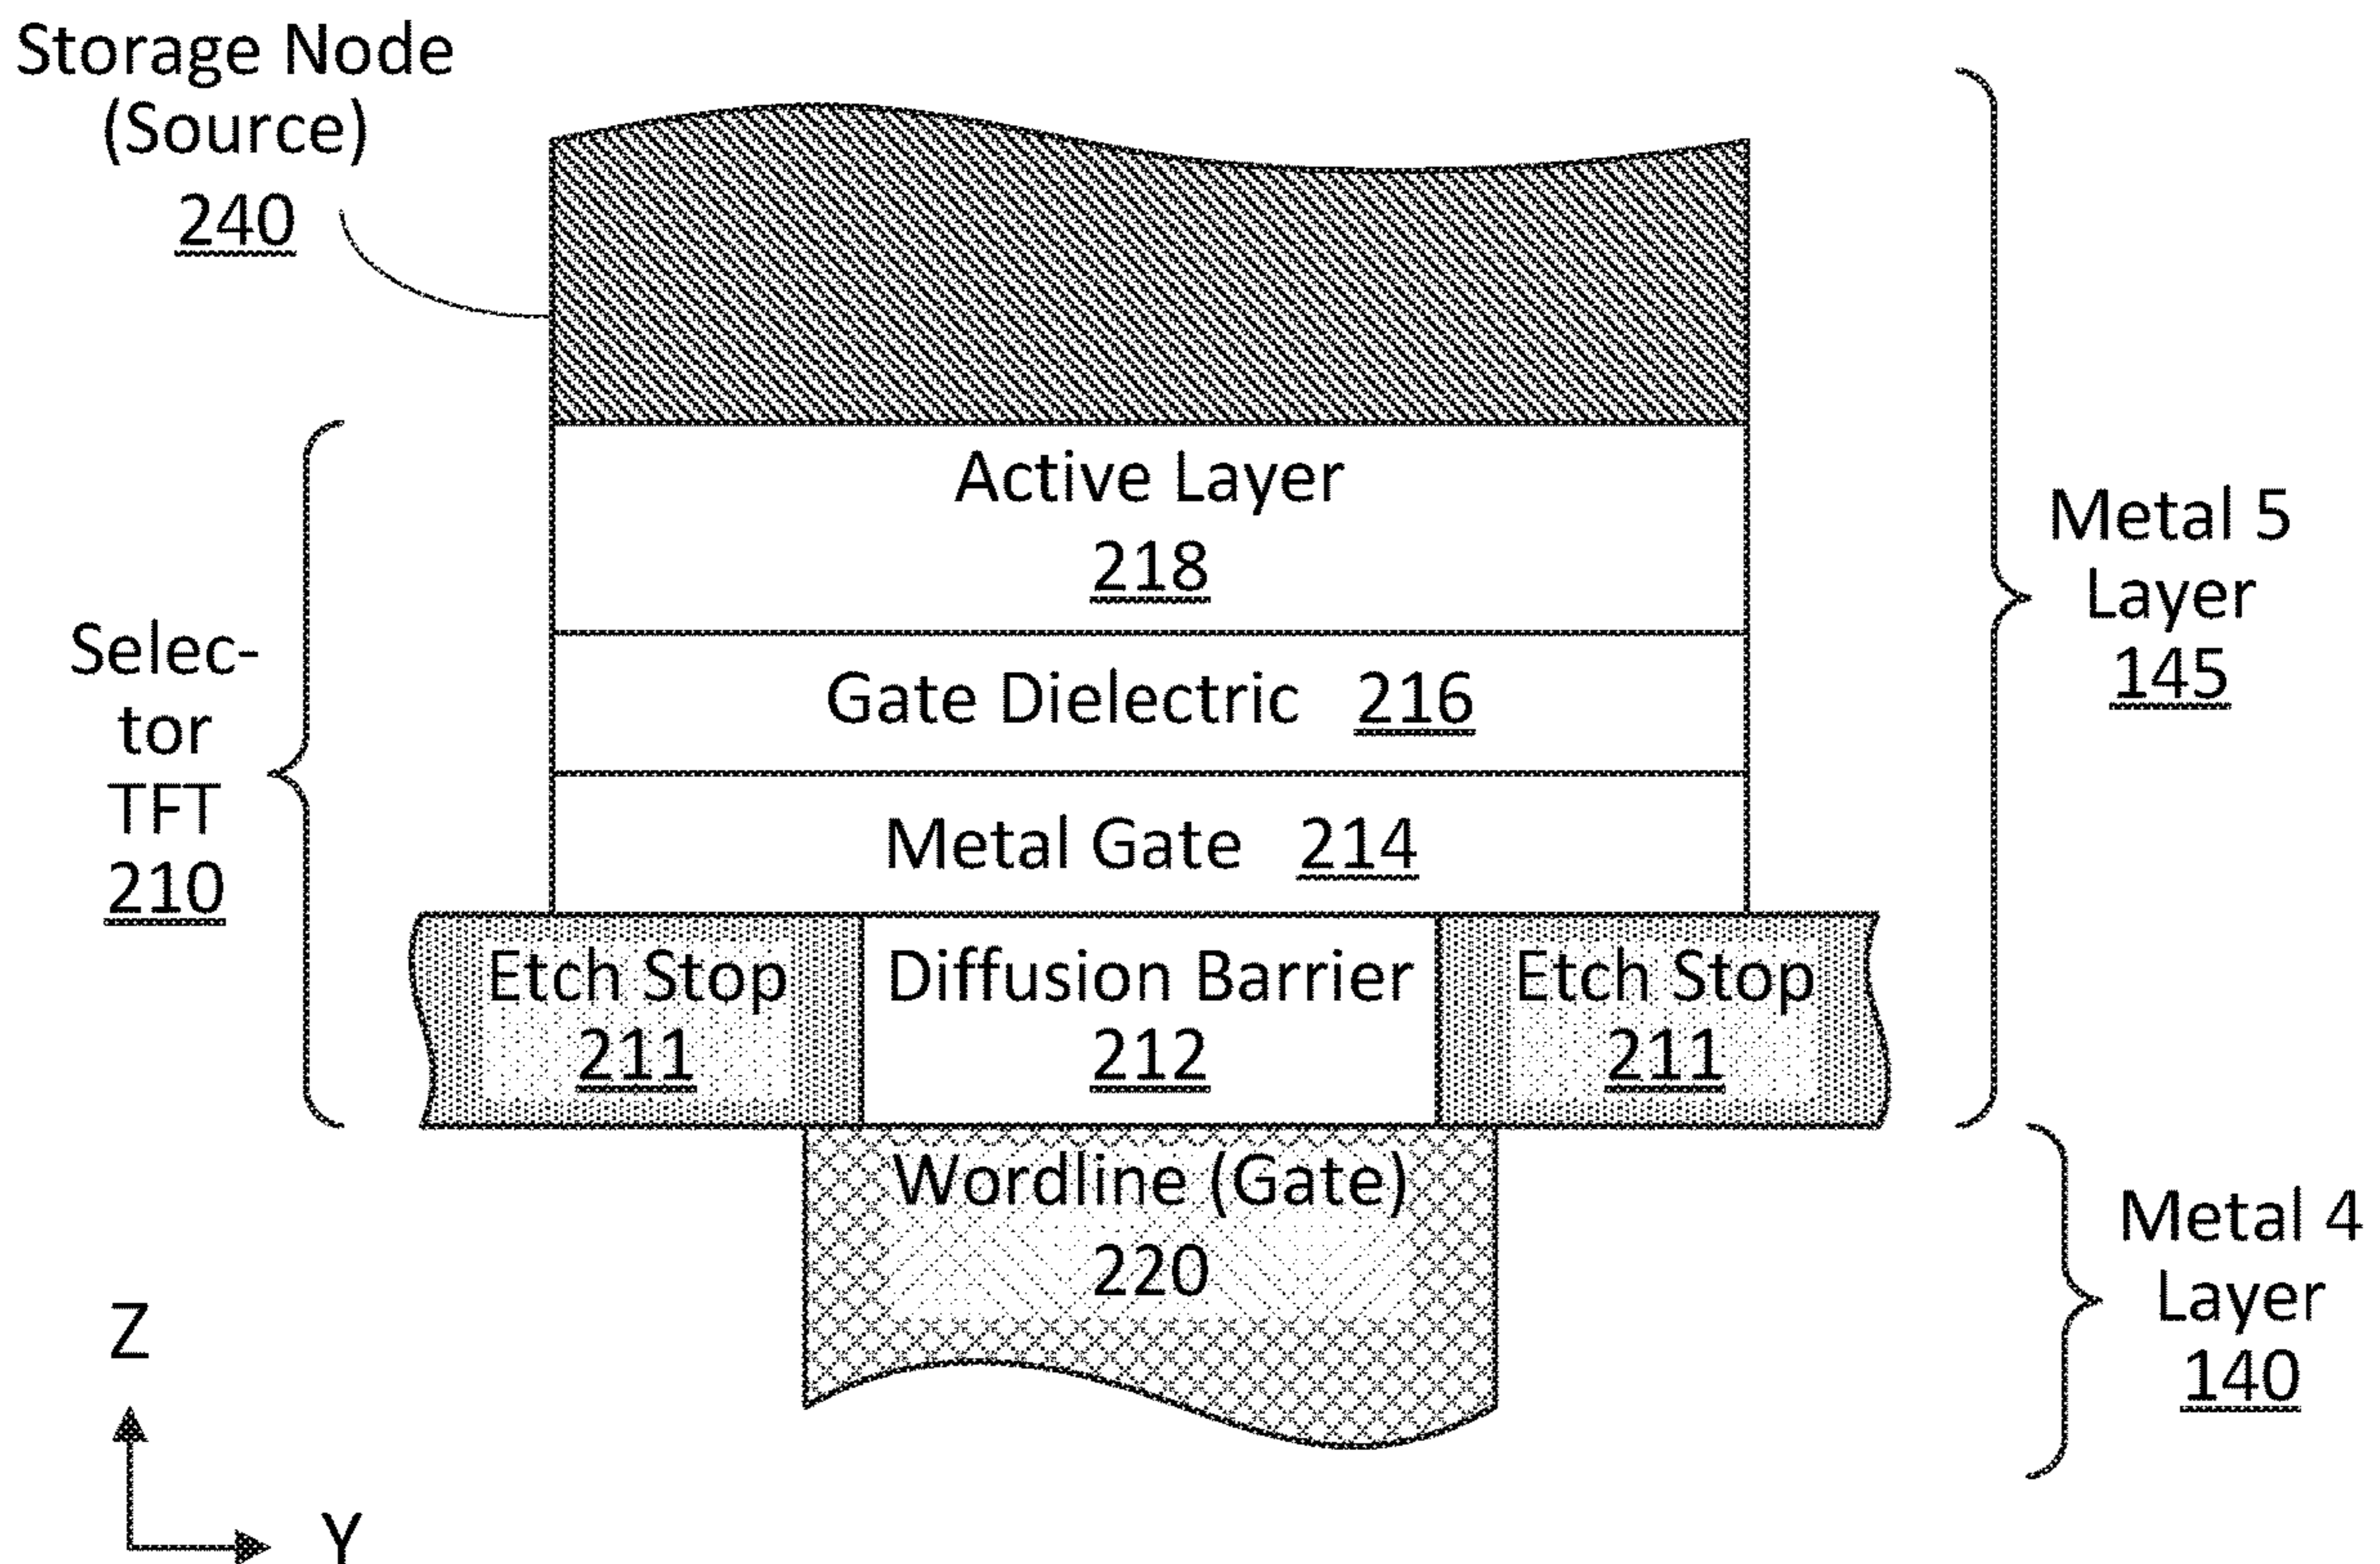 Storage Node
(Source)
240
Active Layer
218
Metal 5
Layer
145
Selec-
tor
TFT
210
Gate Dielectric 216
Metal Gate 214
Etch Stop
211
Diffusion Barrier
212
Etch Stop
211
Wordline (Gate)
220
Metal 4
Layer
140
Z
Y